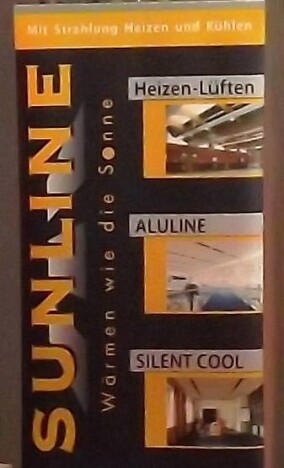 Mit Strahlung Heizen und Kühlen
SUNLINE
Wärmen wie die Sonne
Heizen-Lüften
ALULINE
SILENT COOL